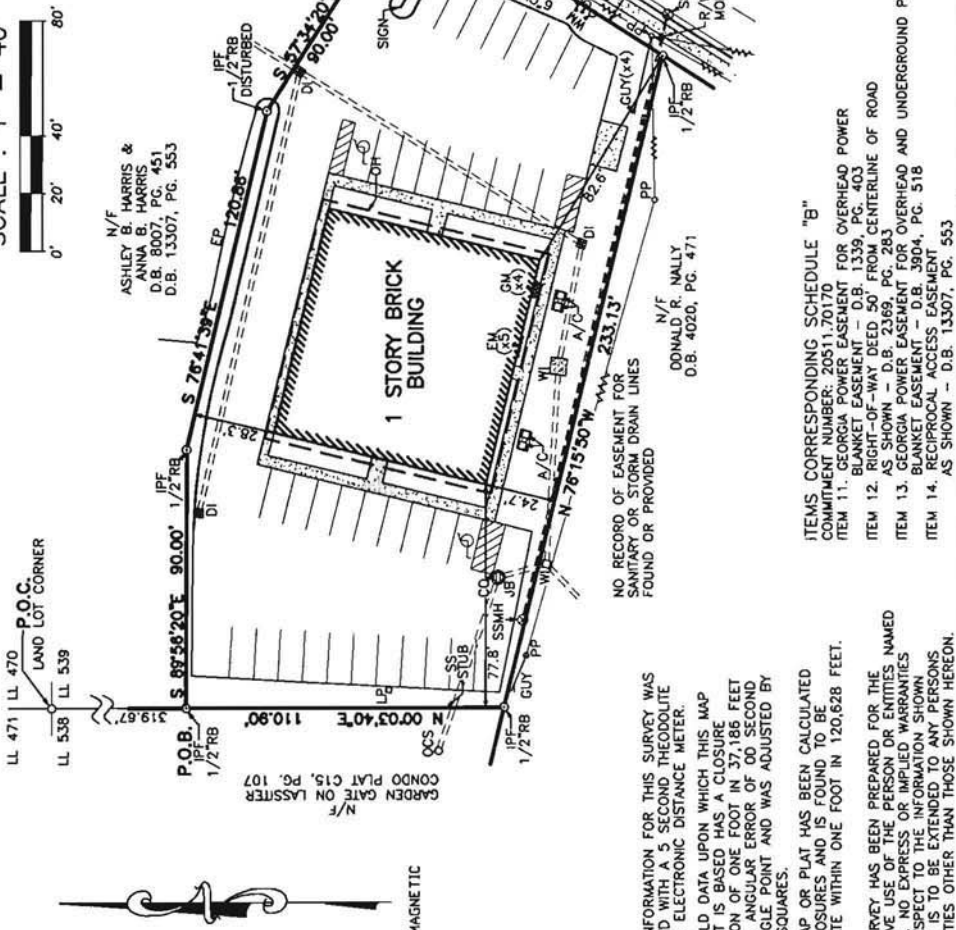 SCALE : 1"=40'
0' 20' 40' 80'
LL 471 LL 470
P.O.C.
LAND LOT CORNER
LL 538 LL 539
319.67'
P.O.B.
IPF
1/2"RB
S 89°58'20"E 90.00'
IPF
1/2"RB
S 76°41'39"E
EP 120.86'
IPF
1/2"RB
DISTURBED
S 57°34'20"
90.00'
DI
SIGN
N/F
ASHLEY B. HARRIS &
ANNA B. HARRIS
D.B. 8007, PG. 451
D.B. 13307, PG. 553
N/F
GARDEN GATE ON LASSITER
CONDO PLAT C15, PG. 107
N 00°03'40"E 110.90'
MAGNETIC
DI
28.3'
OH
1 STORY BRICK
BUILDING
EM
(x5)
GM
(x4)
DI
82.6'
GUY(x4)
WM
PP
R/
IPF
1/2"RB
PP
A/C
WL
A/C
24.7'
N 76°15'50"W 233.13'
LP
SS
STUB
OCS
77.8'
CO
JB
SSMH
GUY
PP
IPF
1/2"RB
N/F
DONALD R. NALLY
D.B. 4020, PG. 471
NO RECORD OF EASEMENT FOR
SANITARY OR STORM DRAIN LINES
FOUND OR PROVIDED
NFORMATION FOR THIS SURVEY WAS
D WITH A 5 SECOND THEODOLITE
ELECTRONIC DISTANCE METER.
LD DATA UPON WHICH THIS MAP
T IS BASED HAS A CLOSURE
ON OF ONE FOOT IN 37,186 FEET
ANGULAR ERROR OF 00 SECOND
GLE POINT AND WAS ADJUSTED BY
SQUARES.
AP OR PLAT HAS BEEN CALCULATED
OSURES AND IS FOUND TO BE
TE WITHIN ONE FOOT IN 120,628 FEET.
RVEY HAS BEEN PREPARED FOR THE
VE USE OF THE PERSON OR ENTITIES NAMED
NO EXPRESS OR IMPLIED WARRANTIES
SPECT TO THE INFORMATION SHOWN
IS TO BE EXTENDED TO ANY PERSONS
TIES OTHER THAN THOSE SHOWN HEREON.
ITEMS CORRESPONDING SCHEDULE "B"
COMMITMENT NUMBER: 20511.70170
ITEM 11. GEORGIA POWER EASEMENT FOR OVERHEAD POWER
BLANKET EASEMENT - D.B. 1339, PG. 403
ITEM 12. RIGHT-OF-WAY DEED 50' FROM CENTERLINE OF ROAD
AS SHOWN - D.B. 2369, PG. 283
ITEM 13. GEORGIA POWER EASEMENT FOR OVERHEAD AND UNDERGROUND P
BLANKET EASEMENT - D.B. 3904, PG. 518
ITEM 14. RECIPROCAL ACCESS EASEMENT
AS SHOWN - D.B. 13307, PG. 553